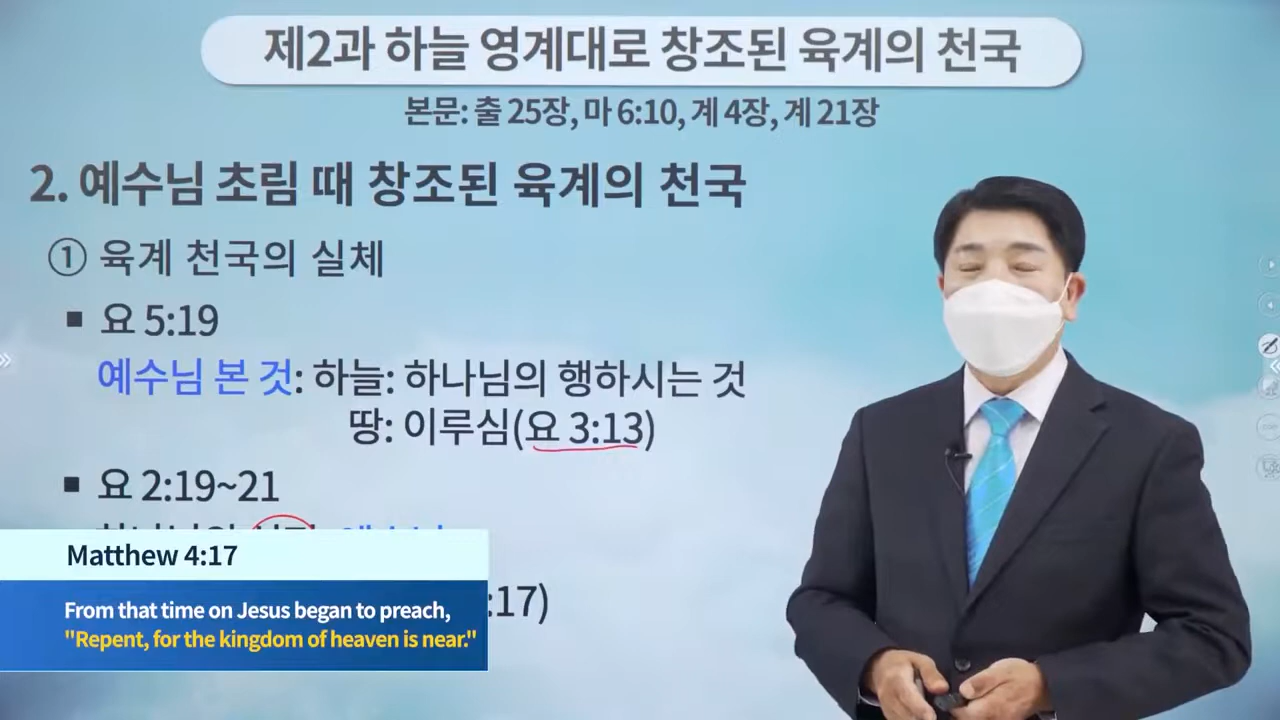 제2과 하늘 영계대로 창조된 육계의 천국
본문: 출 25장, 마 6:10, 계 4장, 계 21장
2. 예수님 초림 때 창조된 육계의 천국
① 육계 천국의 실체
■ 요 5:19
예수님 본 것: 하늘: 하나님의 행하시는 것
땅: 이루심(요 3:13)
■ 요 2:19~21
:17)
Matthew 4:17
From that time on Jesus began to preach,
"Repent, for the kingdom of heaven is near."